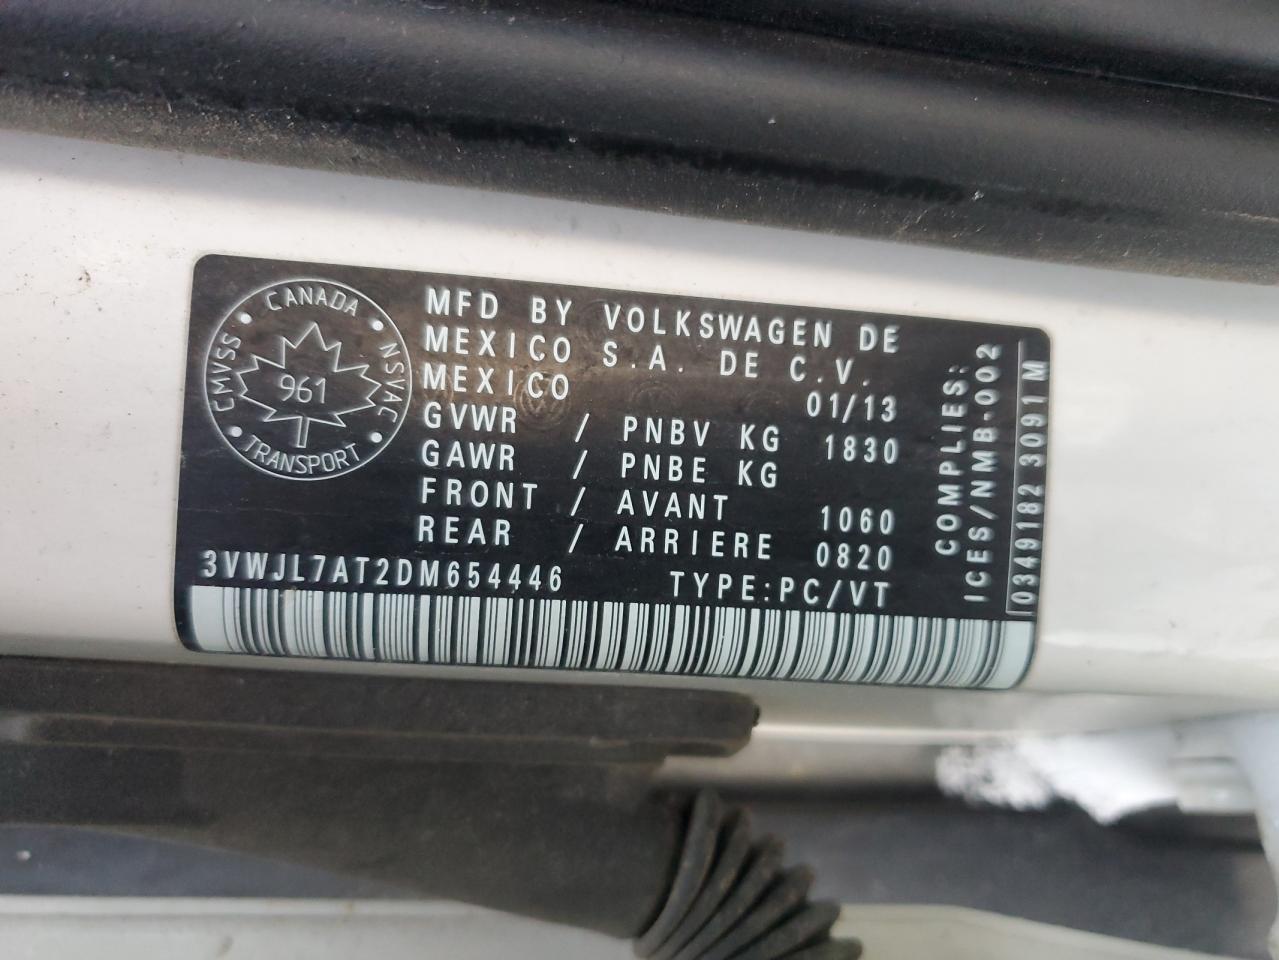 CANADA
CMVSS
NSVAC
961
TRANSPORT
MFD BY VOLKSWAGEN DE
MEXICO S.A. DE C.V.
MEXICO 01/13
GVWR / PNBV KG 1830
GAWR / PNBE KG
FRONT / AVANT 1060
REAR / ARRIERE 0820
3VWJL7AT2DM654446 TYPE:PC/VT
COMPLIES:
ICES/NMB-002
0349182 3091 M